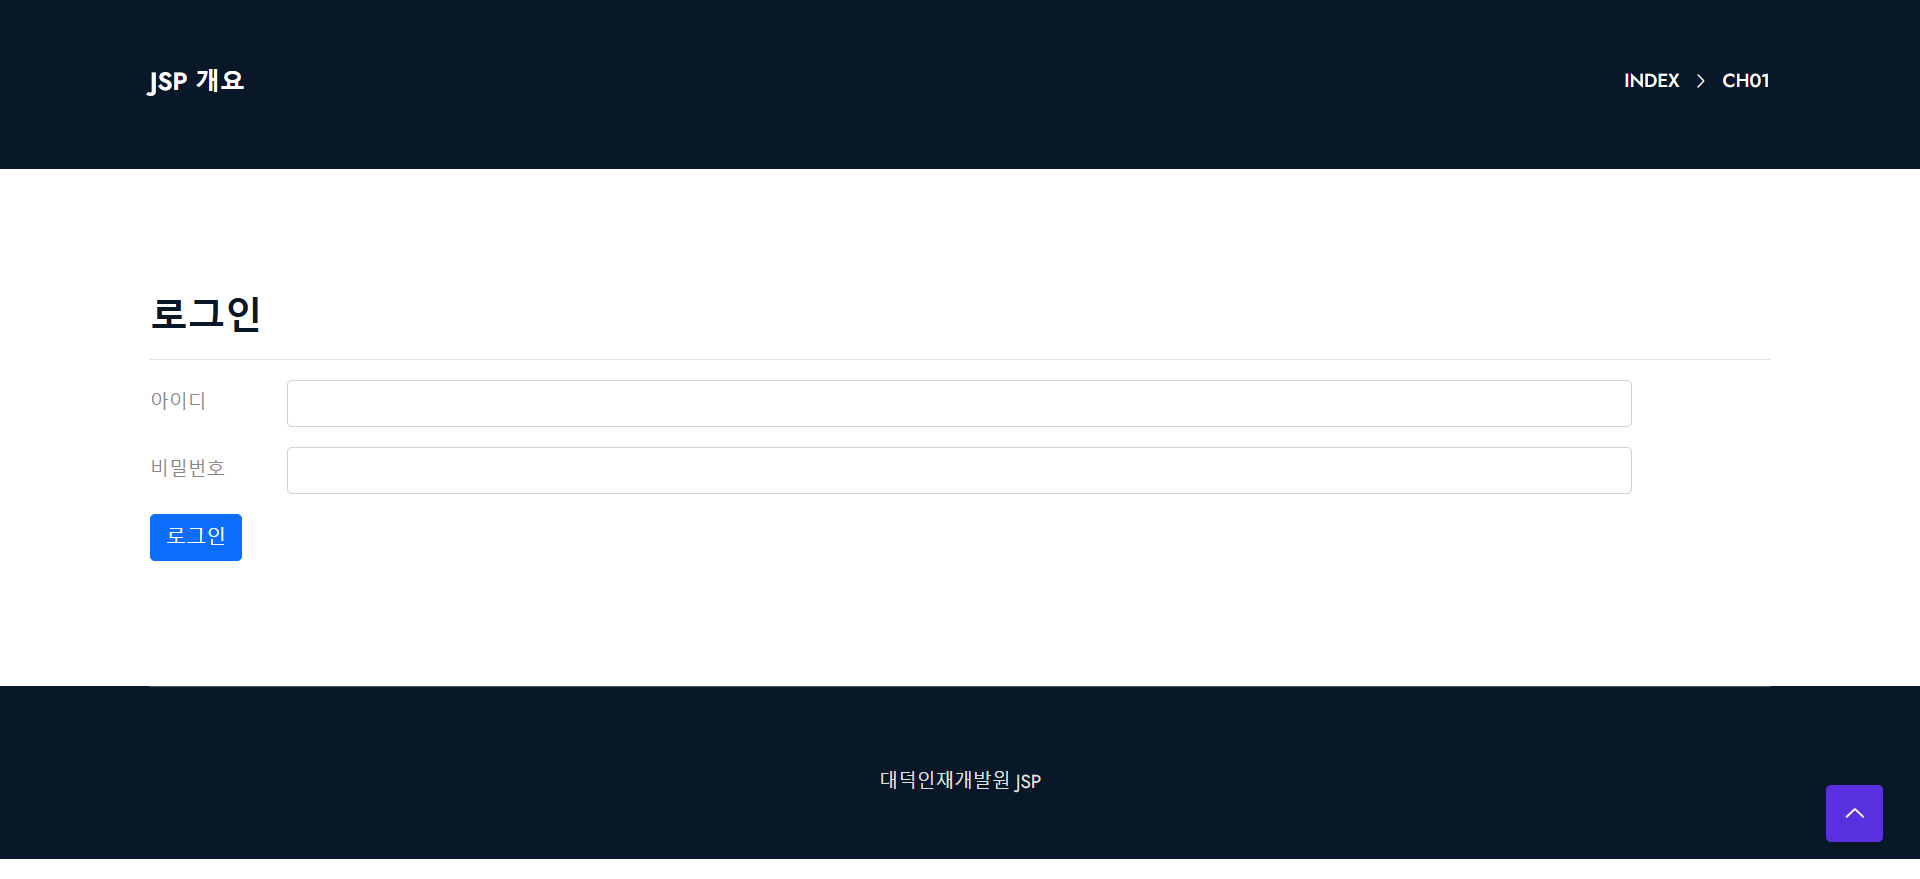 JSP 개요
INDEX > CH01
로그인
아이디
비밀번호
로그인
대덕인재개발원 JSP